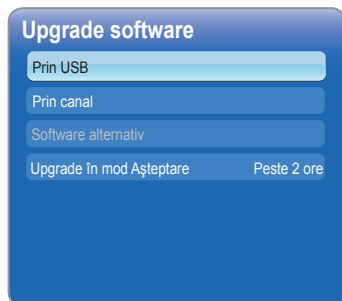 Upgrade software
Prin USB
Prin canal
Software alternativ
Upgrade în mod Aşteptare Peste 2 ore